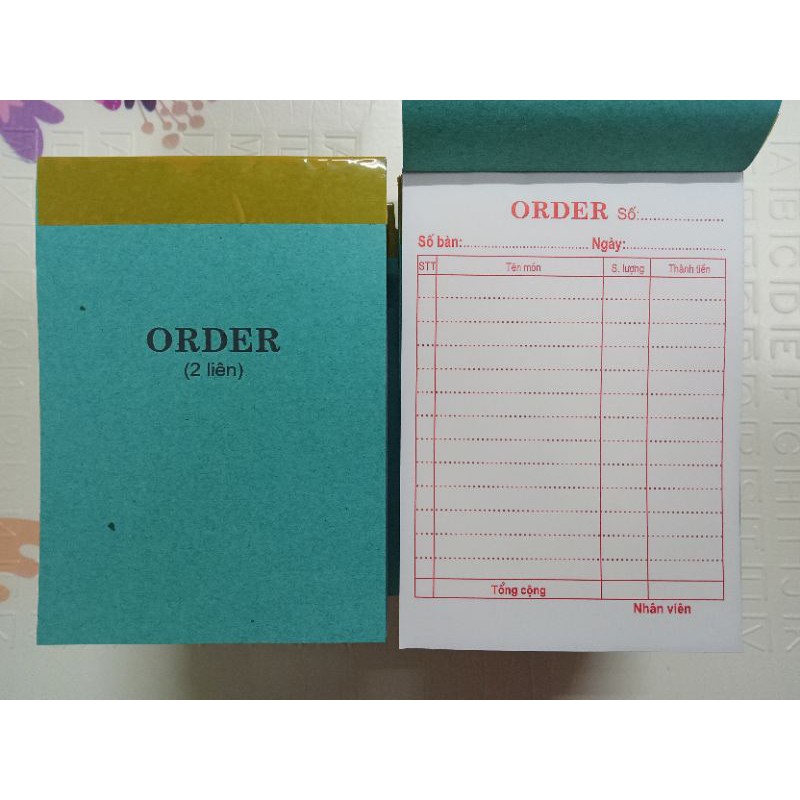 ORDER
(2 liên)
ORDER Số:
Số bàn: Ngày:
STT Tên món S. lượng Thành tiền
Tổng cộng
Nhân viên